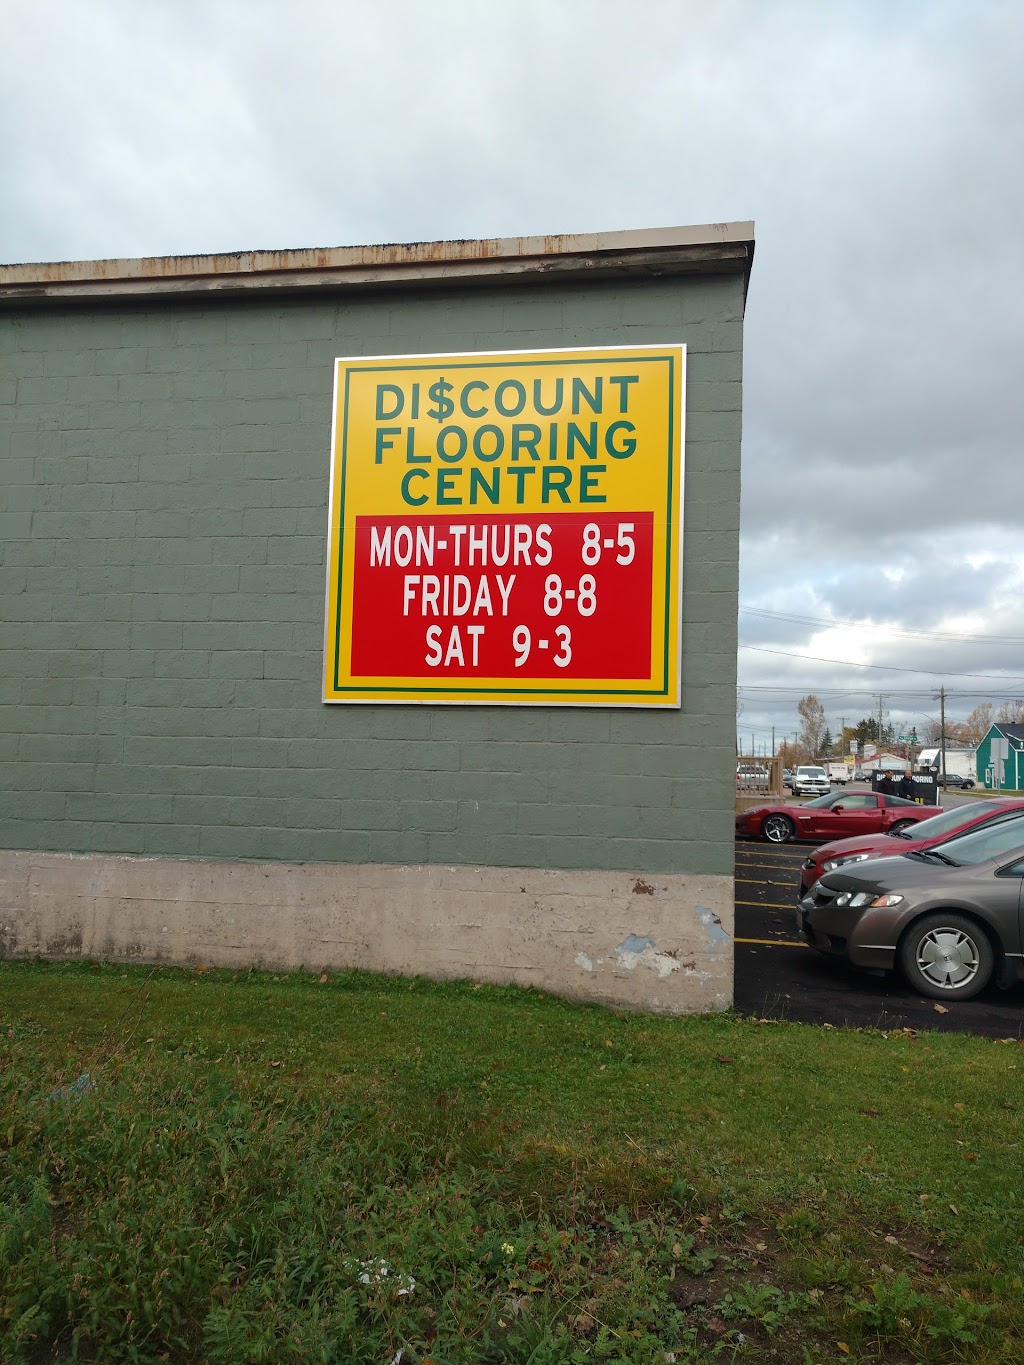 DI$COUNT
FLOORING
CENTRE
MON-THURS 8-5
FRIDAY 8-8
SAT 9-3